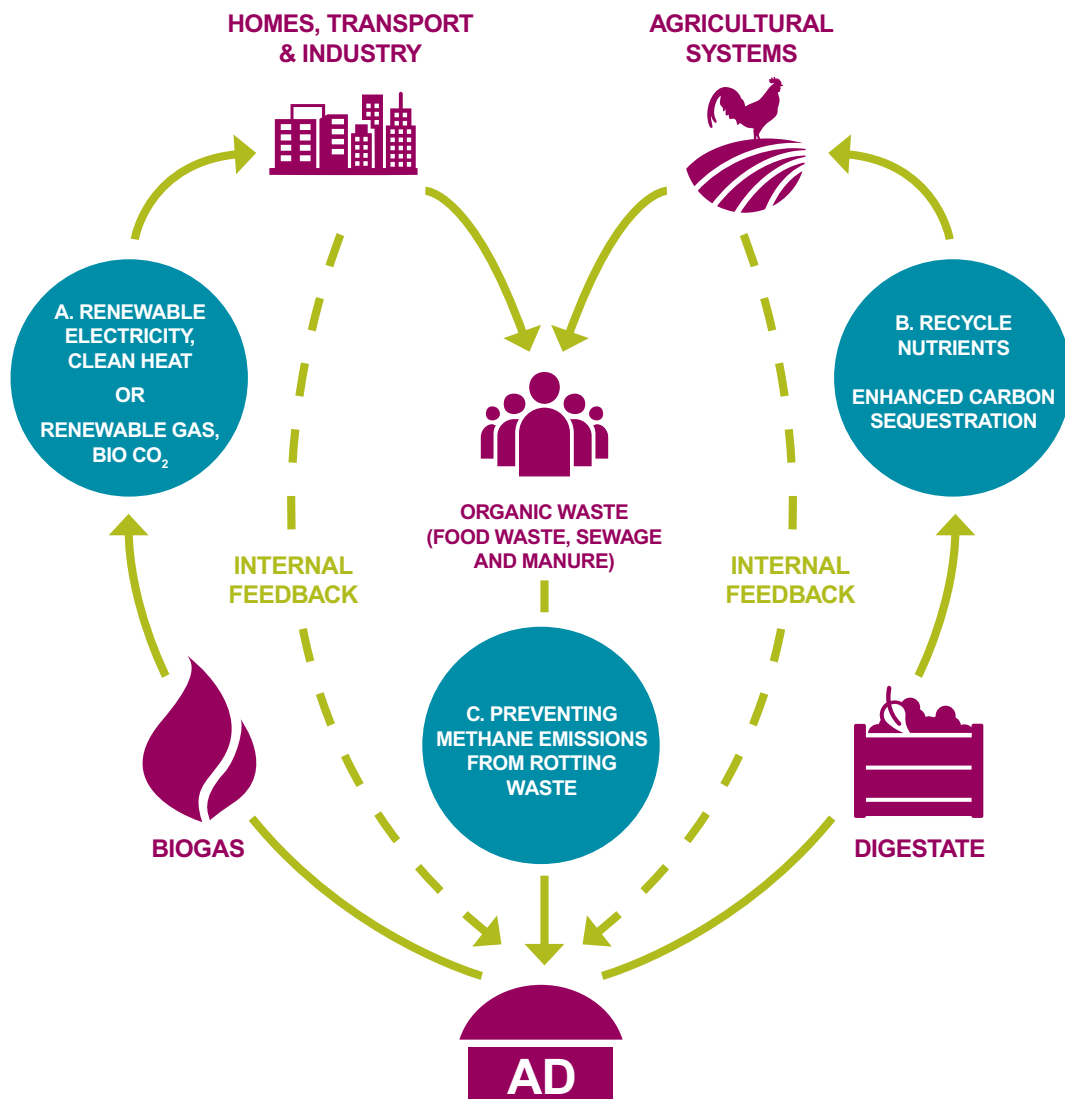 HOMES, TRANSPORT
& INDUSTRY
AGRICULTURAL
SYSTEMS
A. RENEWABLE
ELECTRICITY,
CLEAN HEAT
OR
RENEWABLE GAS,
BIO CO₂
B. RECYCLE
NUTRIENTS
ENHANCED CARBON
SEQUESTRATION
ORGANIC WASTE
(FOOD WASTE, SEWAGE
AND MANURE)
INTERNAL
FEEDBACK
INTERNAL
FEEDBACK
C. PREVENTING
METHANE EMISSIONS
FROM ROTTING
WASTE
BIOGAS
DIGESTATE
AD